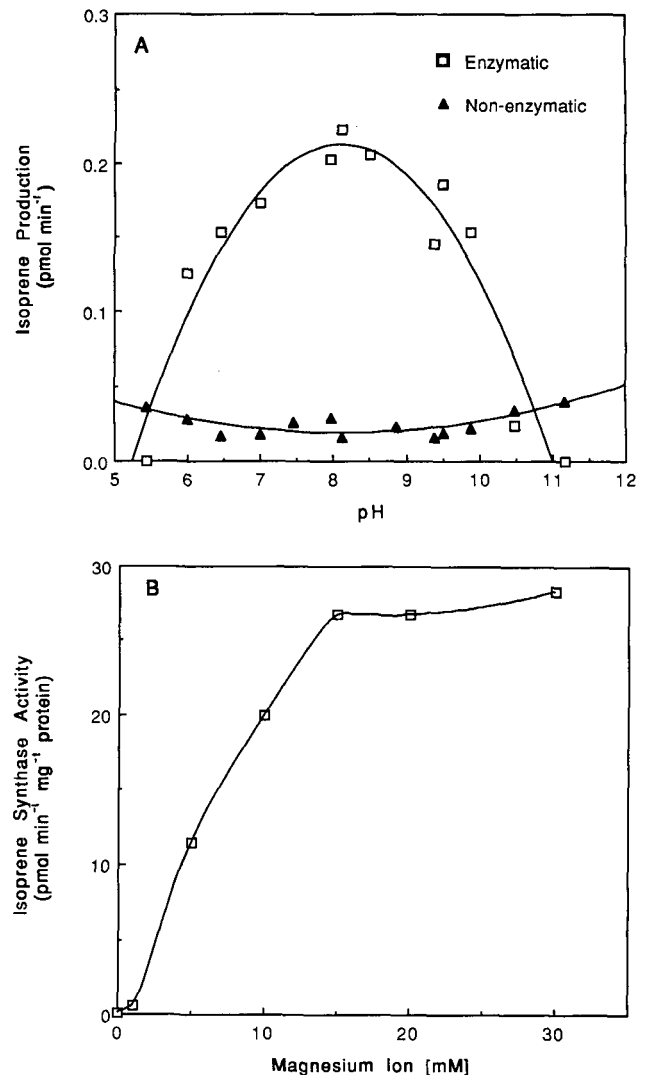 A
Enzymatic
Non-enzymatic
Isoprene Production
(pmol min⁻¹)
0.3
0.2
0.1
0.0
5 6 7 8 9 10 11 12
pH
B
Isoprene Synthase Activity
(pmol min⁻¹ mg⁻¹ protein)
30
20
10
0
0 10 20 30
Magnesium Ion [mM]